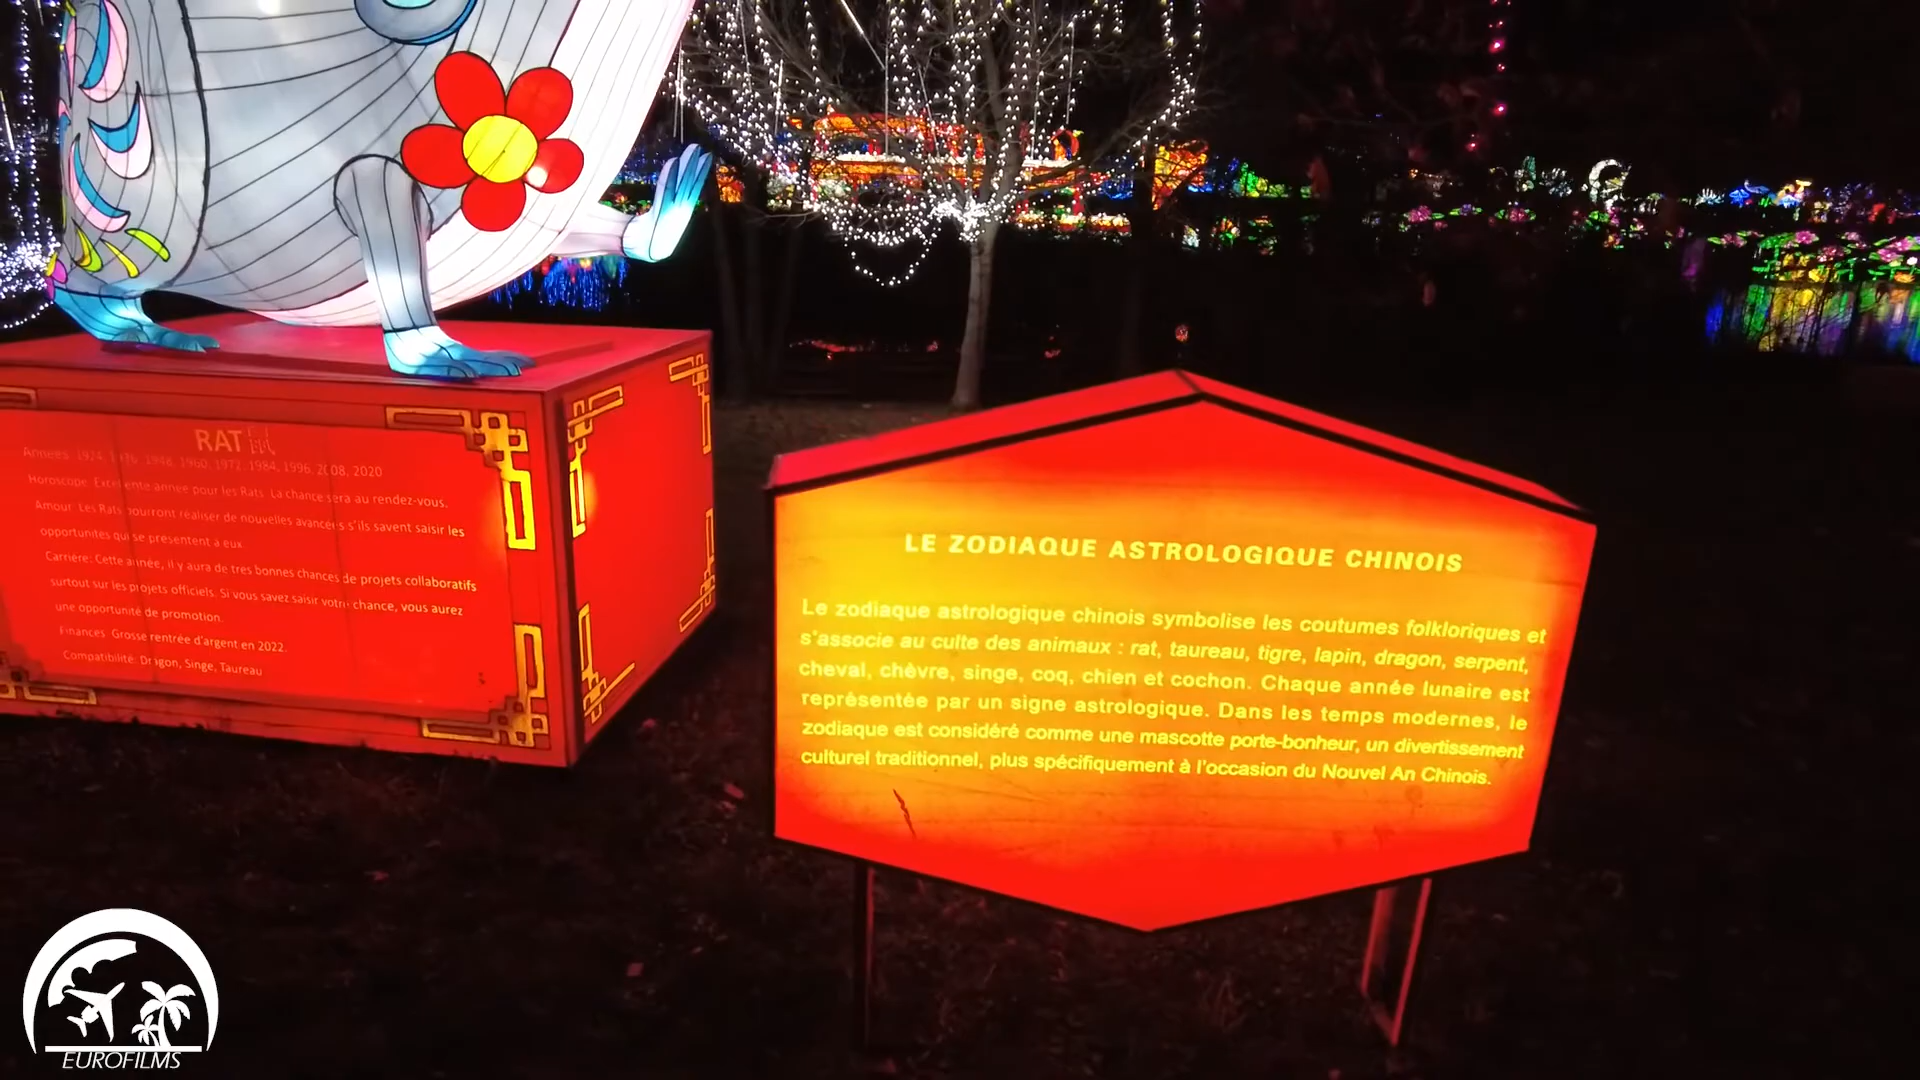 RAT 鼠
Années: 1924, 1936, 1948, 1960, 1972, 1984, 1996, 2008, 2020
Horoscope: Excellente année pour les Rats. La chance sera au rendez-vous.
Amour: Les Rats pourront réaliser de nouvelles avancées s'ils savent saisir les
opportunités qui se présentent à eux.
Carrière: Cette année, il y aura de très bonnes chances de projets collaboratifs
surtout sur les projets officiels. Si vous savez saisir votre chance, vous aurez
une opportunité de promotion.
Finances: Grosse rentrée d'argent en 2022.
Compatibilité: Dragon, Singe, Taureau
LE ZODIAQUE ASTROLOGIQUE CHINOIS
Le zodiaque astrologique chinois symbolise les coutumes folkloriques et
s'associe au culte des animaux : rat, taureau, tigre, lapin, dragon, serpent,
cheval, chèvre, singe, coq, chien et cochon. Chaque année lunaire est
représentée par un signe astrologique. Dans les temps modernes, le
zodiaque est considéré comme une mascotte porte-bonheur, un divertissement
culturel traditionnel, plus spécifiquement à l'occasion du Nouvel An Chinois.
EUROFILMS